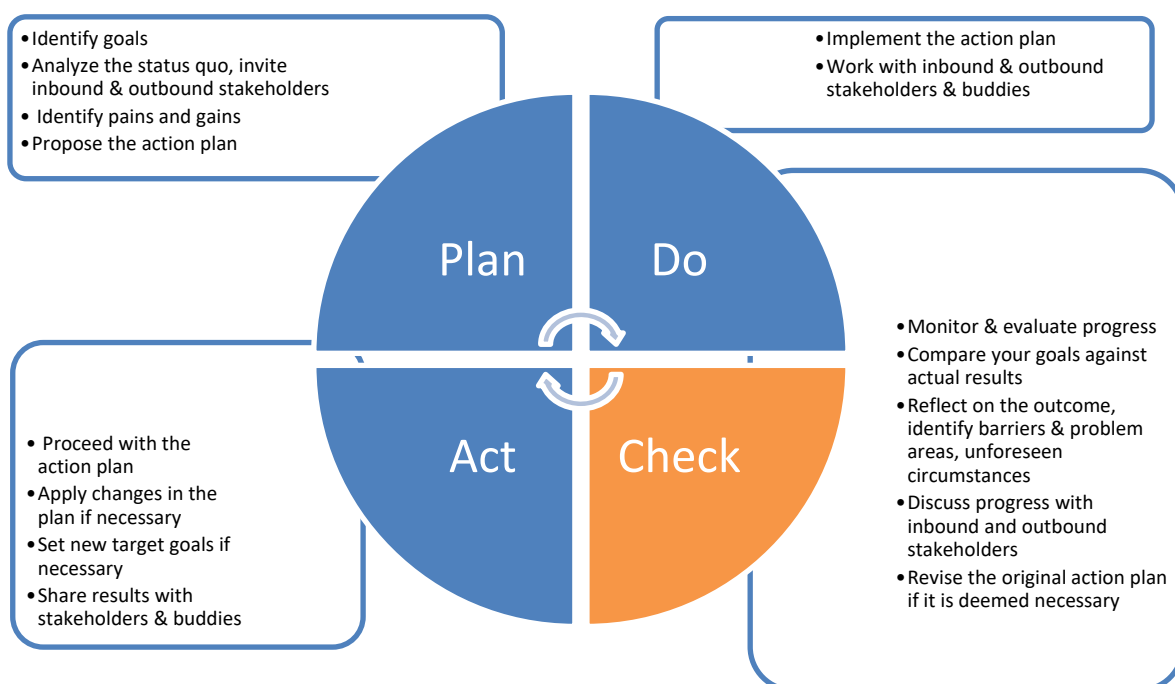 •Identify goals
•Analyze the status quo, invite
inbound & outbound stakeholders
• Identify pains and gains
•Propose the action plan
•Implement the action plan
•Work with inbound & outbound
stakeholders & buddies
Plan
Do
•Monitor & evaluate progress
•Compare your goals against
actual results
•Reflect on the outcome,
identify barriers & problem
areas, unforeseen
circumstances
•Discuss progress with
inbound and outbound
stakeholders
•Revise the original action plan
if it is deemed necessary
Act
Check
• Proceed with the
action plan
•Apply changes in the
plan if necessary
•Set new target goals if
necessary
•Share results with
stakeholders & buddies